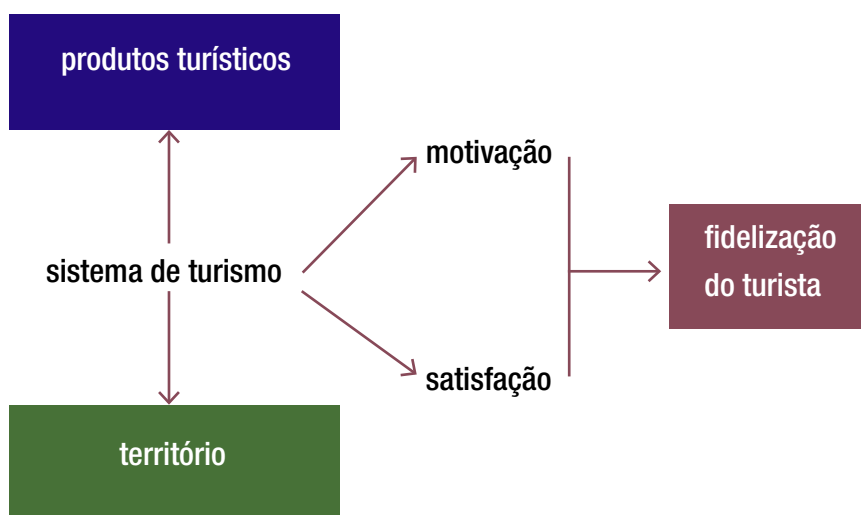 produtos turísticos
motivação
sistema de turismo
fidelização
do turista
satisfação
território